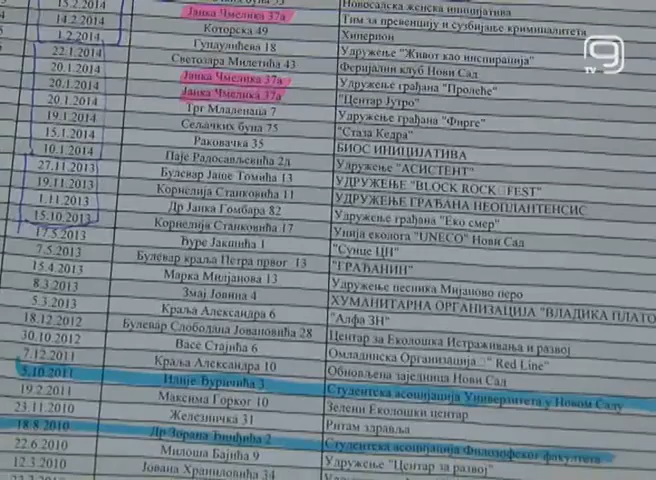 15.2.2014 Новосадска женска иницијатива
14.2.2014 Јанка Чмелика 37а Тим за превенцију и сузбијање криминалитета
1.2.2014 Которска 49 Хиперион
22.1.2014 Гундулићева 18 Удружење "Живот као инспирација"
20.1.2014 Светозара Милетића 43 Феријални клуб Нови Сад
20.1.2014 Јанка Чмелика 37а Удружење грађана "Пролеће"
20.1.2014 Јанка Чмелика 37а "Центар Јутро"
19.1.2014 Трг Младенаца 7 Удружење грађана "Фирге"
15.1.2014 Сељачких буна 75 "Стаза Кедра"
10.1.2014 Раковачка 35 БИОС ИНИЦИЈАТИВА
27.11.2013 Паје Радосављевића 2л Удружење "АСИСТЕНТ"
19.11.2013 Булевар Јаше Томића 13 УДРУЖЕЊЕ "BLOCK ROCK FEST"
1.11.2013 Корнелија Станковића 11 УДРУЖЕЊЕ ГРАЂАНА НЕОПЛАНТЕНСИС
15.10.2013 Др Јанка Гомбара 82 Удружење грађана "Еко смер"
17.5.2013 Корнелија Станковића 17 Унија еколога "UNECO" Нови Сад
7.5.2013 Ђуре Јакшића 1 "Сунце ЦН"
15.4.2013 Булевар краља Петра првог 13 "ГРАЂАНИН"
8.3.2013 Марка Миљанова 13 Удружење песника Мијаново перо
5.3.2013 Змај Јовина 4 ХУМАНИТАРНА ОРГАНИЗАЦИЈА "ВЛАДИКА ПЛАТО
18.12.2012 Краља Александра 6 "Алфа ЗН"
30.10.2012 Булевар Слободана Јовановића 28 Центар за Еколошка Истраживања и развој
7.12.2011 Васе Стајића 6 Омладинска Организација " Red Line"
5.10.2011 Краља Александра 10 Обновљена заједница Нови Сад
19.2.2011 Илије Ђуричића 3 Студентска асоцијација Универзитета у Новом Саду
23.11.2010 Максима Горког 10 Зелени Еколошки центар
18.8.2010 Железничка 31 Ритам здравља
22.6.2010 Др Зорана Ђинђића 2 Студентска асоцијација Филозофског факултета
12.3.2010 Милоша Бајића 9 Удружење "Центар за развој"
Јована Храниловића 34
TV 9